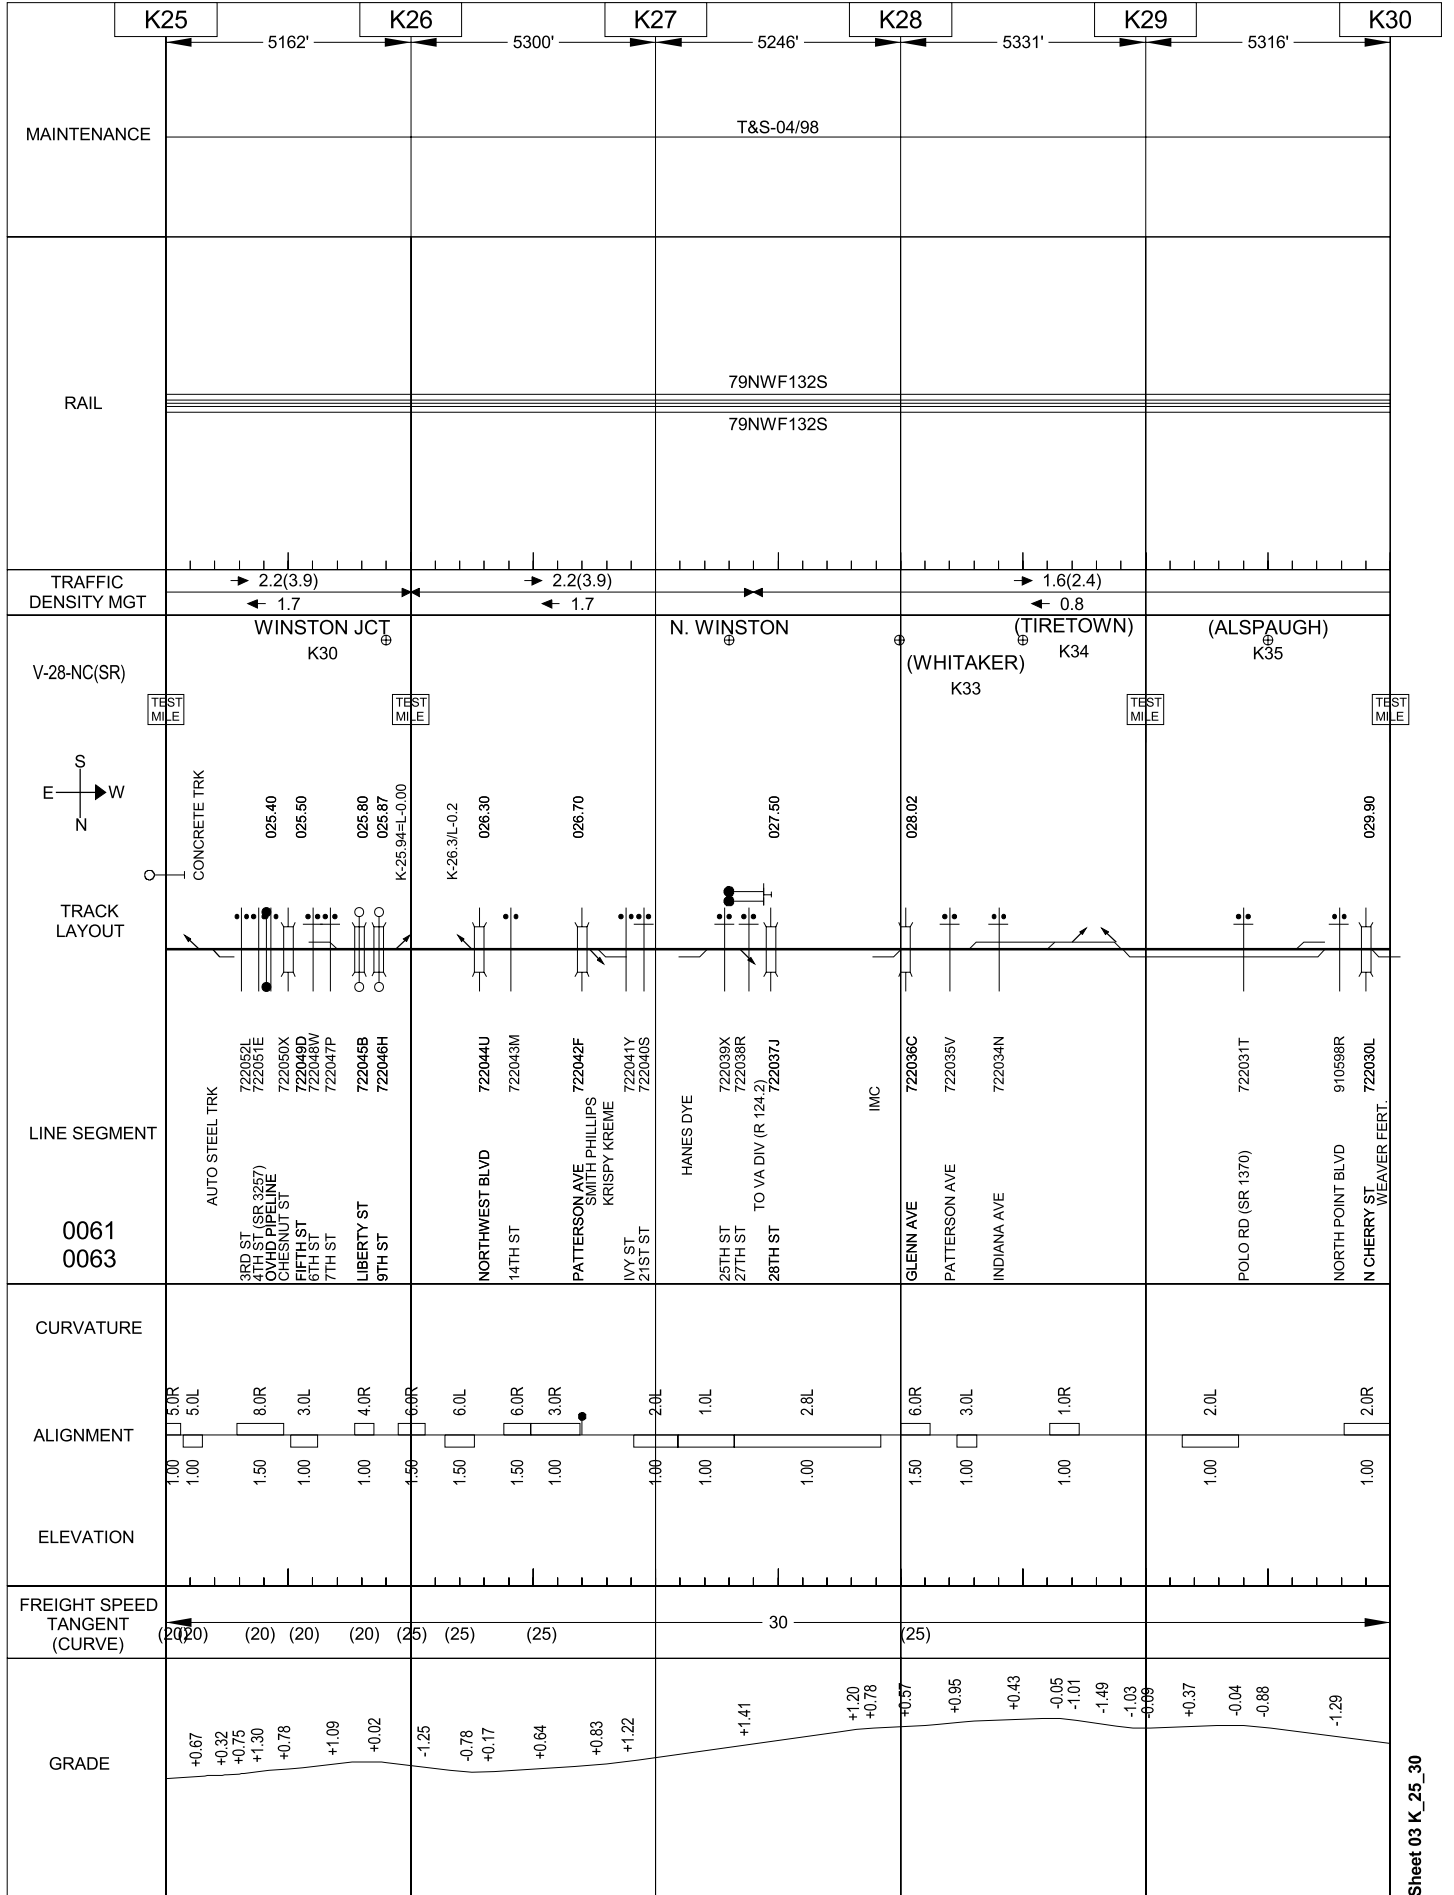 K25 K26 K27 K28 K29 K30
5162' 5300' 5246' 5331' 5316'
MAINTENANCE
T&S-04/98
RAIL
79NWF132S
79NWF132S
TRAFFIC
DENSITY MGT
2.2(3.9) 2.2(3.9) 1.6(2.4)
1.7 1.7 0.8
WINSTON JCT
K30
N. WINSTON
(WHITAKER)
K33
(TIRETOWN)
K34
(ALSPAUGH)
K35
V-28-NC(SR)
TEST
MILE
TEST
MILE
TEST
MILE
TEST
MILE
S
E W
N
CONCRETE TRK
025.40
025.50
025.80
025.87
K-25.94=L-0.00
K-26.3/L-0.2
026.30
026.70
027.50
028.02
029.90
TRACK
LAYOUT
722052L
722051E
722050X
722049D
722048W
722047P
722045B
722046H
722044U
722043M
722042F
722041Y
722040S
722039X
722038R
722037J
722036C
722035V
722034N
722031T
910598R
722030L
LINE SEGMENT
0061
0063
AUTO STEEL TRK
3RD ST
4TH ST (SR 3257)
OVHD PIPELINE
CHESNUT ST
FIFTH ST
6TH ST
7TH ST
LIBERTY ST
9TH ST
NORTHWEST BLVD
14TH ST
PATTERSON AVE
SMITH PHILLIPS
KRISPY KREME
IVY ST
21ST ST
HANES DYE
25TH ST
27TH ST
TO VA DIV (R 124.2)
28TH ST
IMC
GLENN AVE
PATTERSON AVE
INDIANA AVE
POLO RD (SR 1370)
NORTH POINT BLVD
N CHERRY ST
WEAVER FERT.
CURVATURE
5.0R 5.0L 8.0R 3.0L 4.0R 6.0R 6.0L 6.0R 3.0R 2.0L 1.0L 2.8L 6.0R 3.0L 1.0R 2.0L 2.0R
ALIGNMENT
1.00 1.00 1.50 1.00 1.00 1.50 1.50 1.50 1.00 1.00 1.00 1.00 1.50 1.00 1.00 1.00 1.00
ELEVATION
FREIGHT SPEED
TANGENT
(CURVE)
30
(20) (20) (20) (20) (20) (25) (25) (25) (25)
GRADE
+0.67 +0.32 +0.75 +1.30 +0.78 +1.09 +0.02 -1.25 -0.78 +0.17 +0.64 +0.83 +1.22 +1.41 +1.20 +0.78 +0.57 +0.95 +0.43 -0.05 -1.01 -1.49 -1.03 -0.09 +0.37 -0.04 -0.88 -1.29
Sheet 03 K_25_30